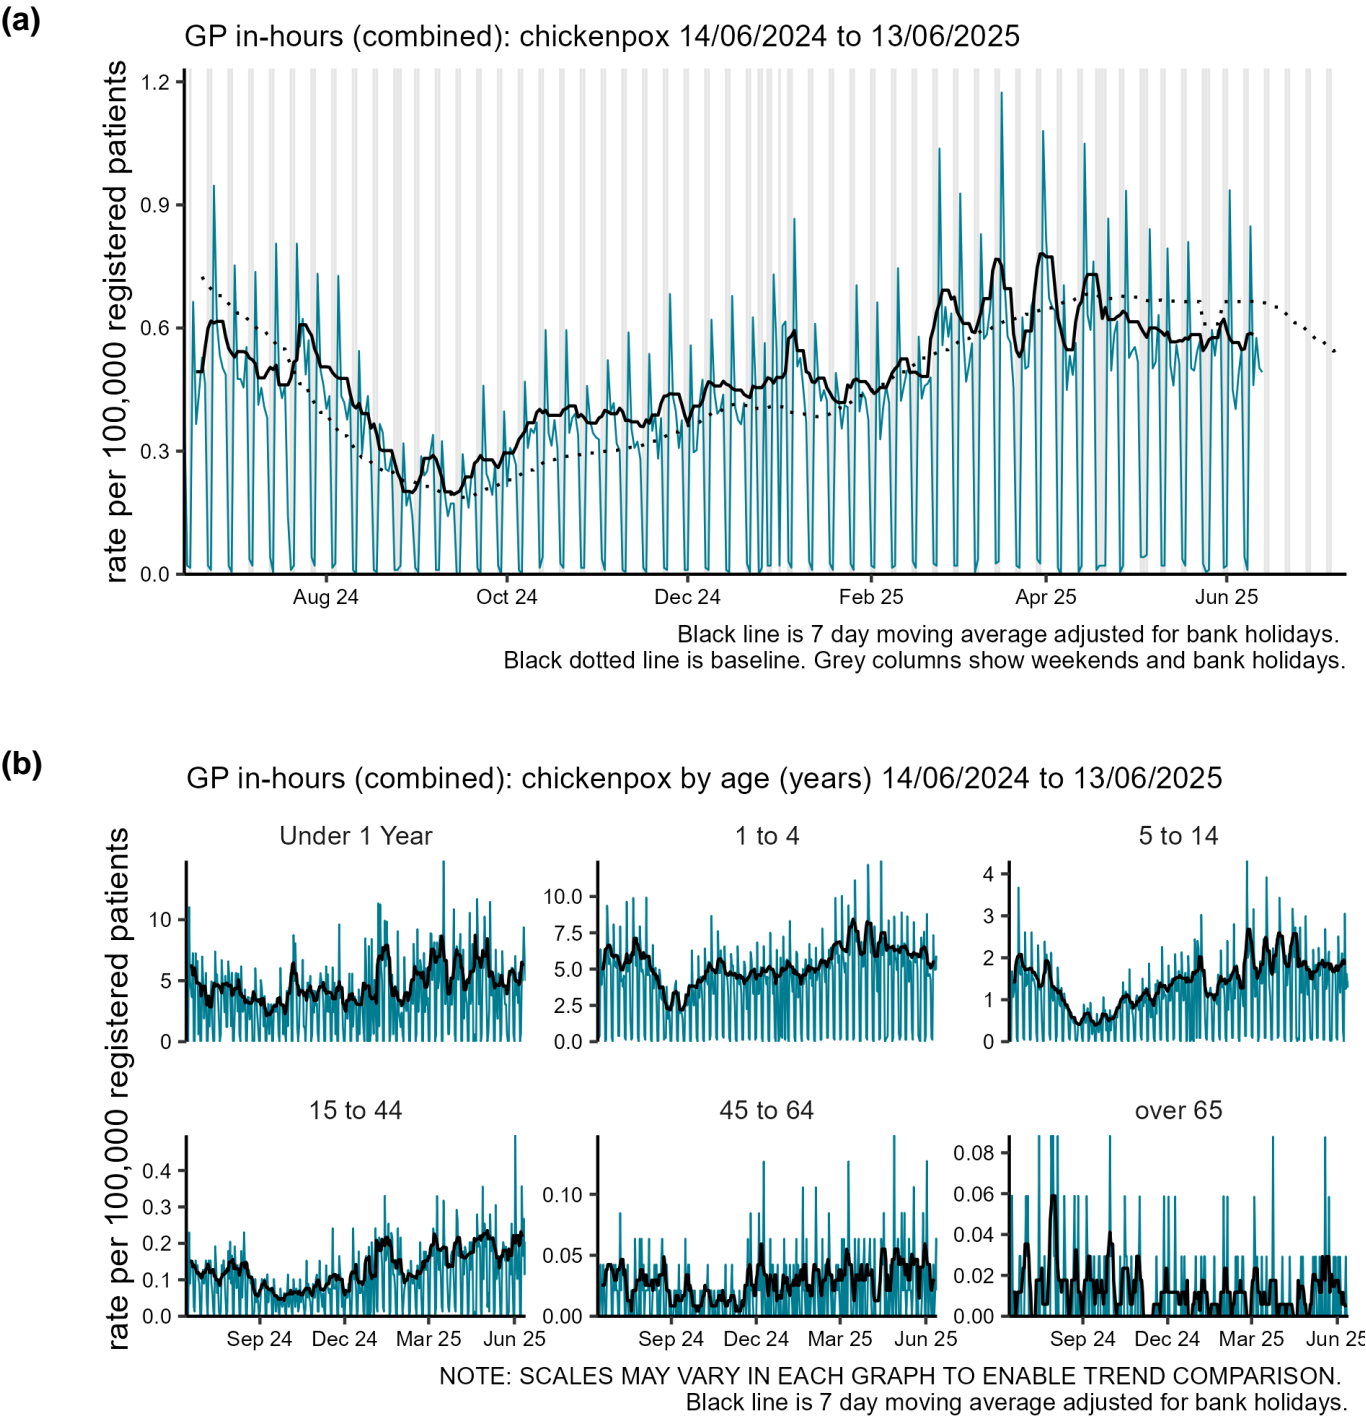 (a)
GP in-hours (combined): chickenpox 14/06/2024 to 13/06/2025
rate per 100,000 registered patients
1.2
0.9
0.6
0.3
0.0
Aug 24 Oct 24 Dec 24 Feb 25 Apr 25 Jun 25
Black line is 7 day moving average adjusted for bank holidays.
Black dotted line is baseline. Grey columns show weekends and bank holidays.
(b)
GP in-hours (combined): chickenpox by age (years) 14/06/2024 to 13/06/2025
rate per 100,000 registered patients
Under 1 Year
10
5
0
1 to 4
10.0
7.5
5.0
2.5
0.0
5 to 14
4
3
2
1
0
15 to 44
0.4
0.3
0.2
0.1
0.0
Sep 24 Dec 24 Mar 25 Jun 25
45 to 64
0.10
0.05
0.00
Sep 24 Dec 24 Mar 25 Jun 25
over 65
0.08
0.06
0.04
0.02
0.00
Sep 24 Dec 24 Mar 25 Jun 25
NOTE: SCALES MAY VARY IN EACH GRAPH TO ENABLE TREND COMPARISON.
Black line is 7 day moving average adjusted for bank holidays.